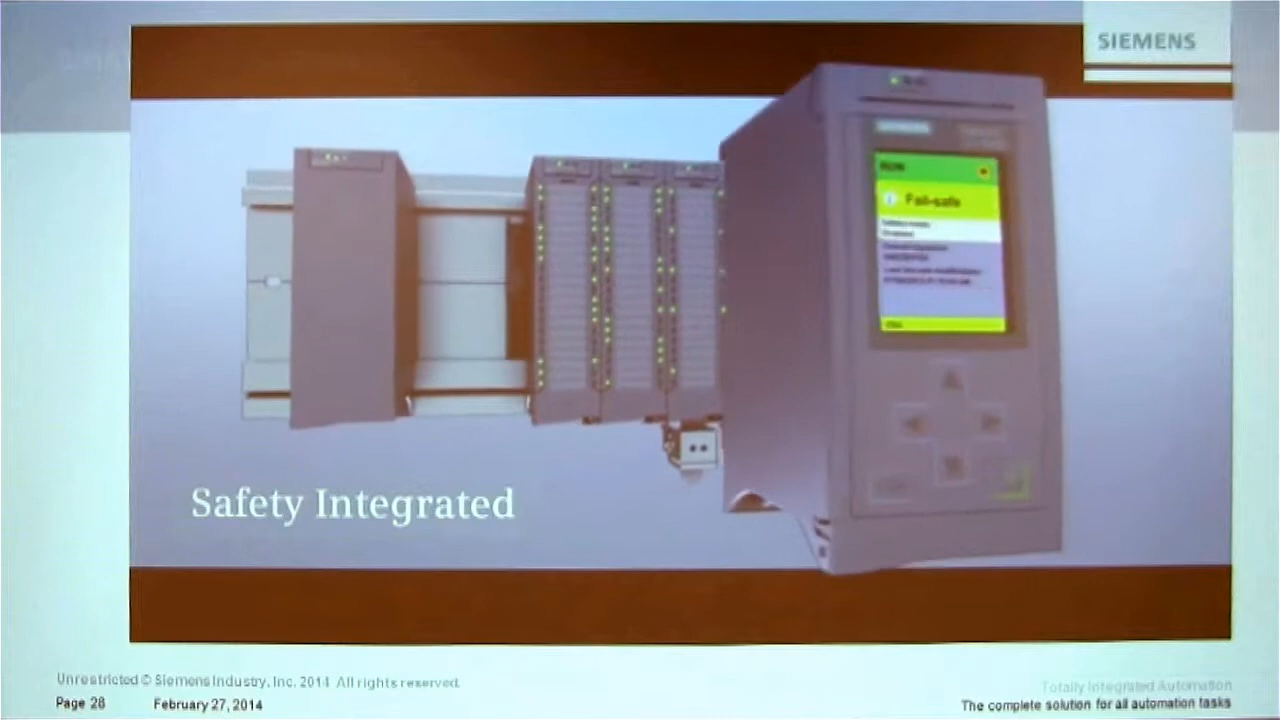 SIEMENS
RUN
Fail-safe
Safety Integrated
Unrestricted © Siemens Industry, Inc. 2014 All rights reserved.
Page 28 February 27, 2014
Totally Integrated Automation
The complete solution for all automation tasks